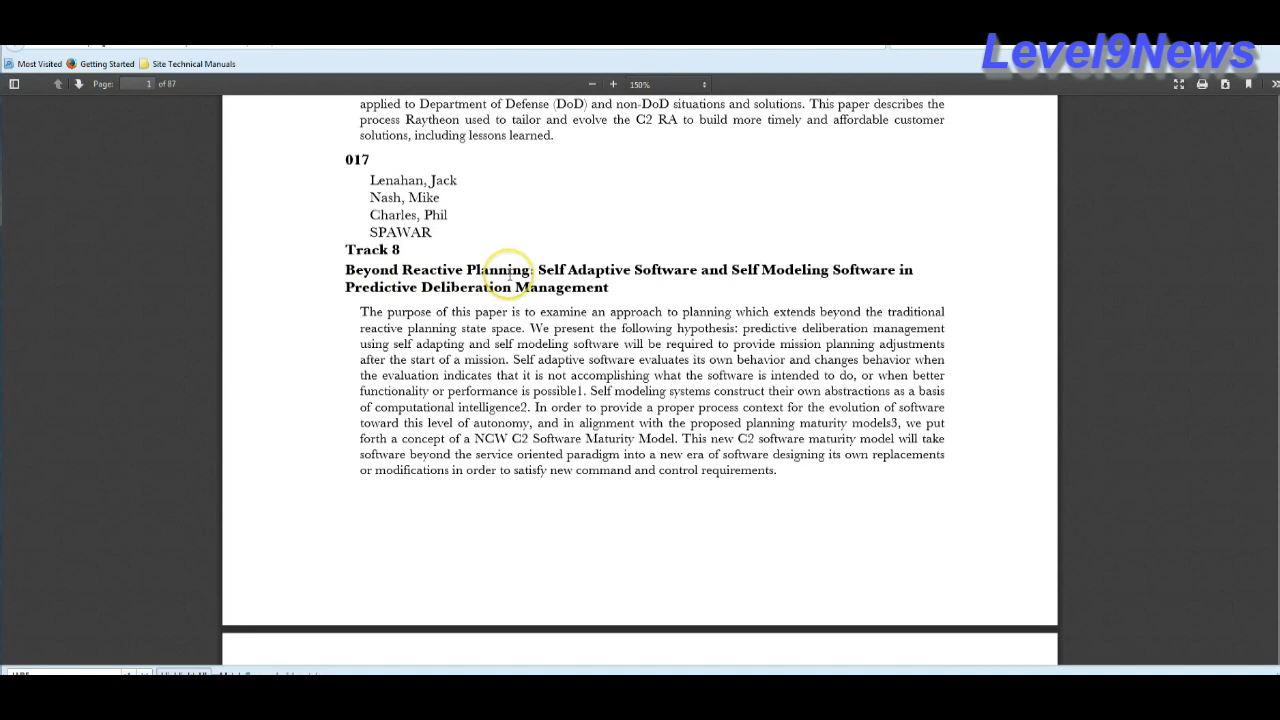 Level9News
Most Visited Getting Started Site Technical Manuals
Page: 1 of 87 150%
applied to Department of Defense (DoD) and non-DoD situations and solutions. This paper describes the
process Raytheon used to tailor and evolve the C2 RA to build more timely and affordable customer
solutions, including lessons learned.
017
Lenahan, Jack
Nash, Mike
Charles, Phil
SPAWAR
Track 8
Beyond Reactive Planning: Self Adaptive Software and Self Modeling Software in
Predictive Deliberation Management
The purpose of this paper is to examine an approach to planning which extends beyond the traditional
reactive planning state space. We present the following hypothesis: predictive deliberation management
using self adapting and self modeling software will be required to provide mission planning adjustments
after the start of a mission. Self adaptive software evaluates its own behavior and changes behavior when
the evaluation indicates that it is not accomplishing what the software is intended to do, or when better
functionality or performance is possible1. Self modeling systems construct their own abstractions as a basis
of computational intelligence2. In order to provide a proper process context for the evolution of software
toward this level of autonomy, and in alignment with the proposed planning maturity models3, we put
forth a concept of a NCW C2 Software Maturity Model. This new C2 software maturity model will take
software beyond the service oriented paradigm into a new era of software designing its own replacements
or modifications in order to satisfy new command and control requirements.